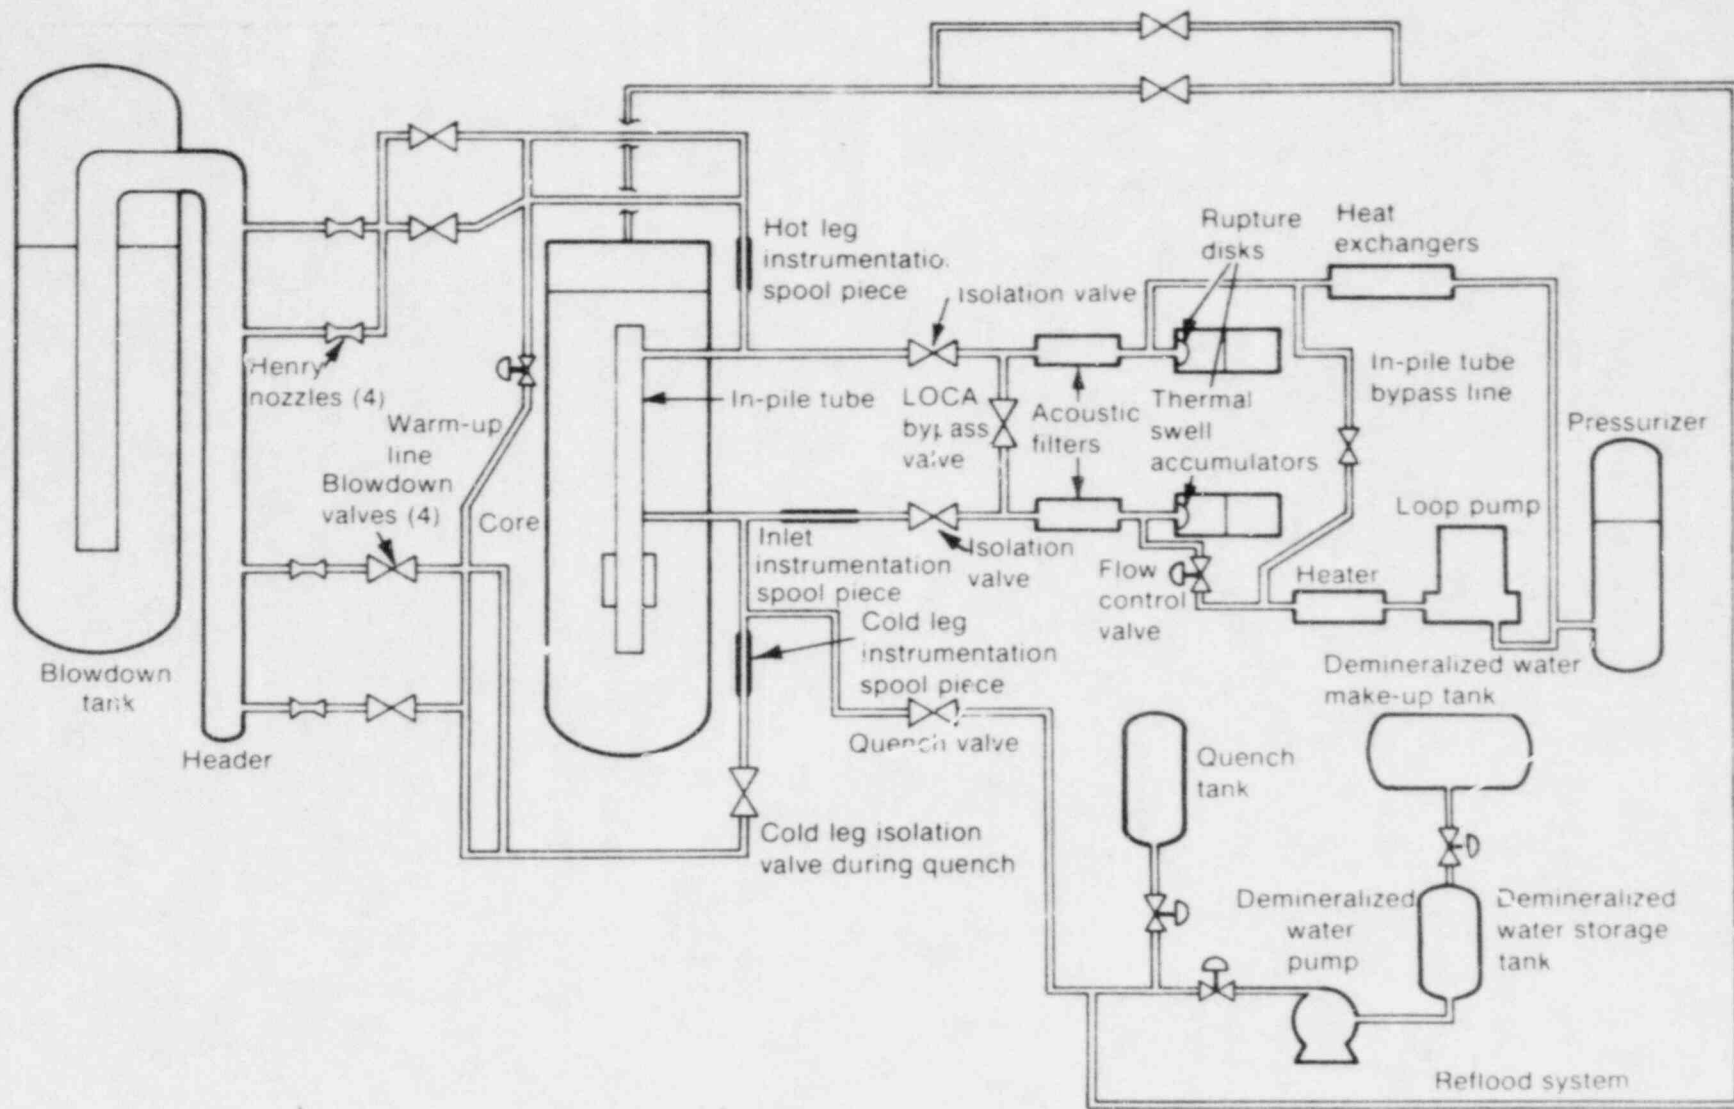 Hot leg
instrumentatio
spool piece
Isolation valve
Rupture
disks
Heat
exchangers
Henry
nozzles (4)
Warm-up
line
Blowdown
valves (4)
Core
In-pile tube
LOCA
bypass
valve
Acoustic
filters
Thermal
swell
accumulators
In-pile tube
bypass line
Pressurizer
Loop pump
Inlet
instrumentation
spool piece
Isolation
valve
Flow
control
valve
Heater
Cold leg
instrumentation
spool piece
Demineralized water
make-up tank
Blowdown
tank
Header
Quench valve
Quench
tank
Cold leg isolation
valve during quench
Demineralized
water
pump
Demineralized
water storage
tank
Reflood system